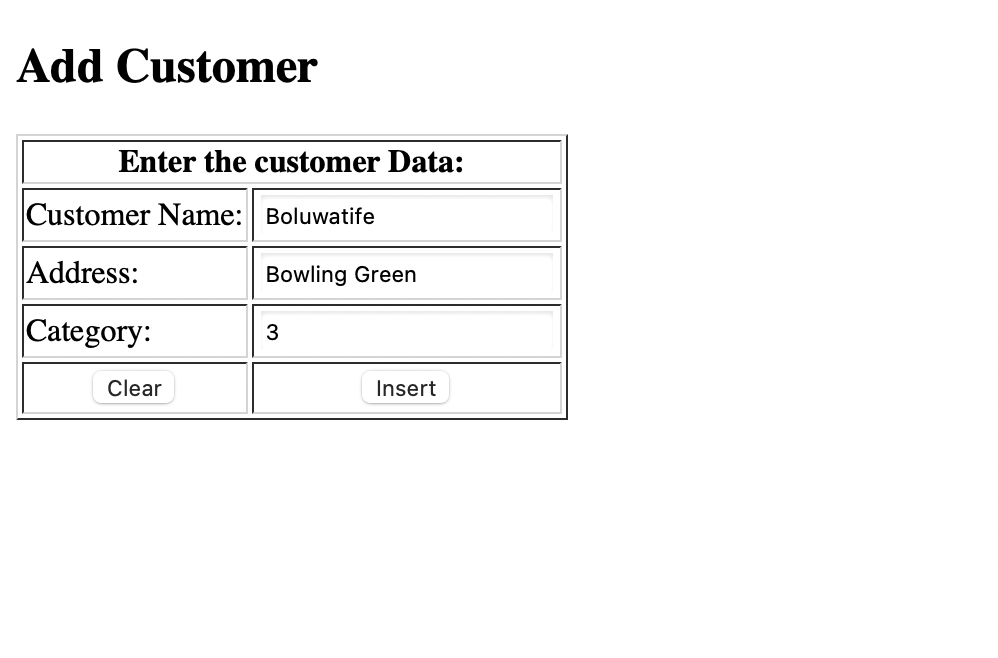 Add Customer
Enter the customer Data:
Customer Name: Boluwatife
Address: Bowling Green
Category: 3
Clear Insert